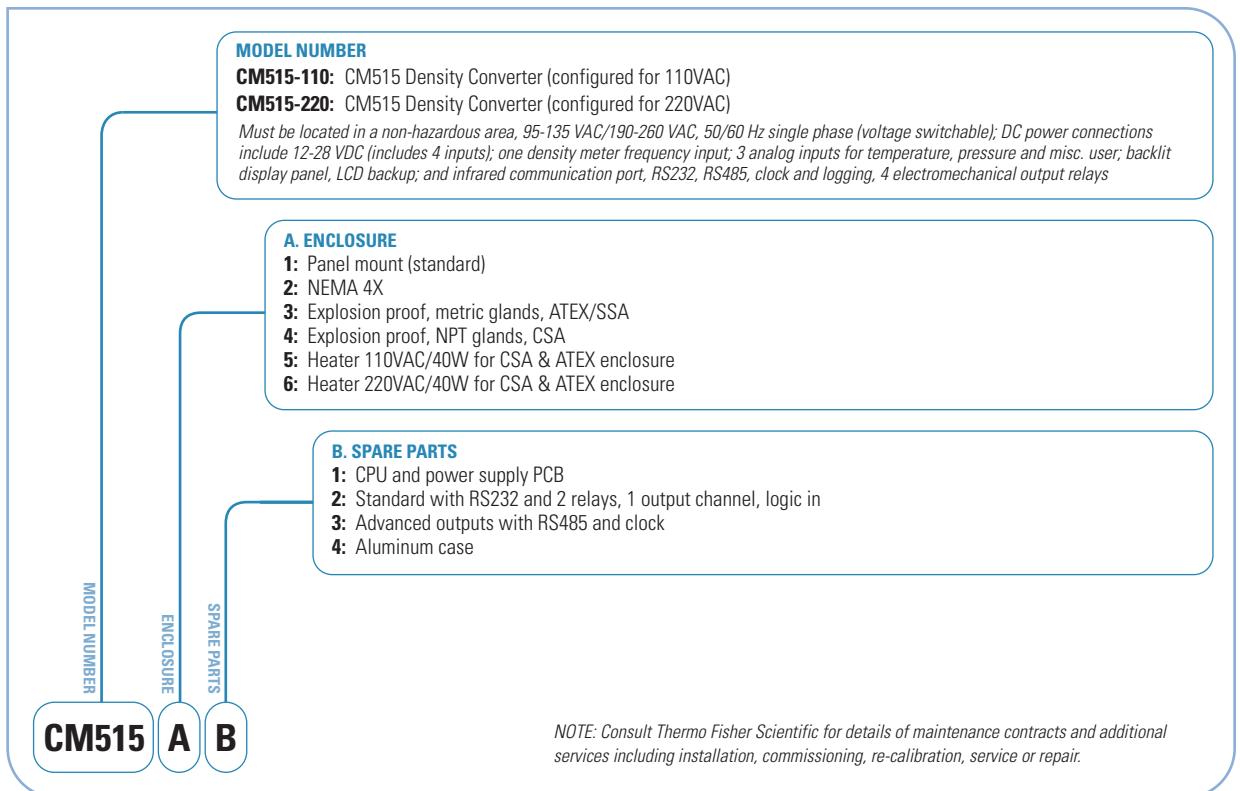 MODEL NUMBER
CM515-110: CM515 Density Converter (configured for 110VAC)
CM515-220: CM515 Density Converter (configured for 220VAC)
Must be located in a non-hazardous area, 95-135 VAC/190-260 VAC, 50/60 Hz single phase (voltage switchable); DC power connections
include 12-28 VDC (includes 4 inputs); one density meter frequency input; 3 analog inputs for temperature, pressure and misc. user; backlit
display panel, LCD backup; and infrared communication port, RS232, RS485, clock and logging, 4 electromechanical output relays
A. ENCLOSURE
1: Panel mount (standard)
2: NEMA 4X
3: Explosion proof, metric glands, ATEX/SSA
4: Explosion proof, NPT glands, CSA
5: Heater 110VAC/40W for CSA & ATEX enclosure
6: Heater 220VAC/40W for CSA & ATEX enclosure
B. SPARE PARTS
1: CPU and power supply PCB
2: Standard with RS232 and 2 relays, 1 output channel, logic in
3: Advanced outputs with RS485 and clock
4: Aluminum case
MODEL NUMBER
ENCLOSURE
SPARE PARTS
CM515 A B
NOTE: Consult Thermo Fisher Scientific for details of maintenance contracts and additional
services including installation, commissioning, re-calibration, service or repair.